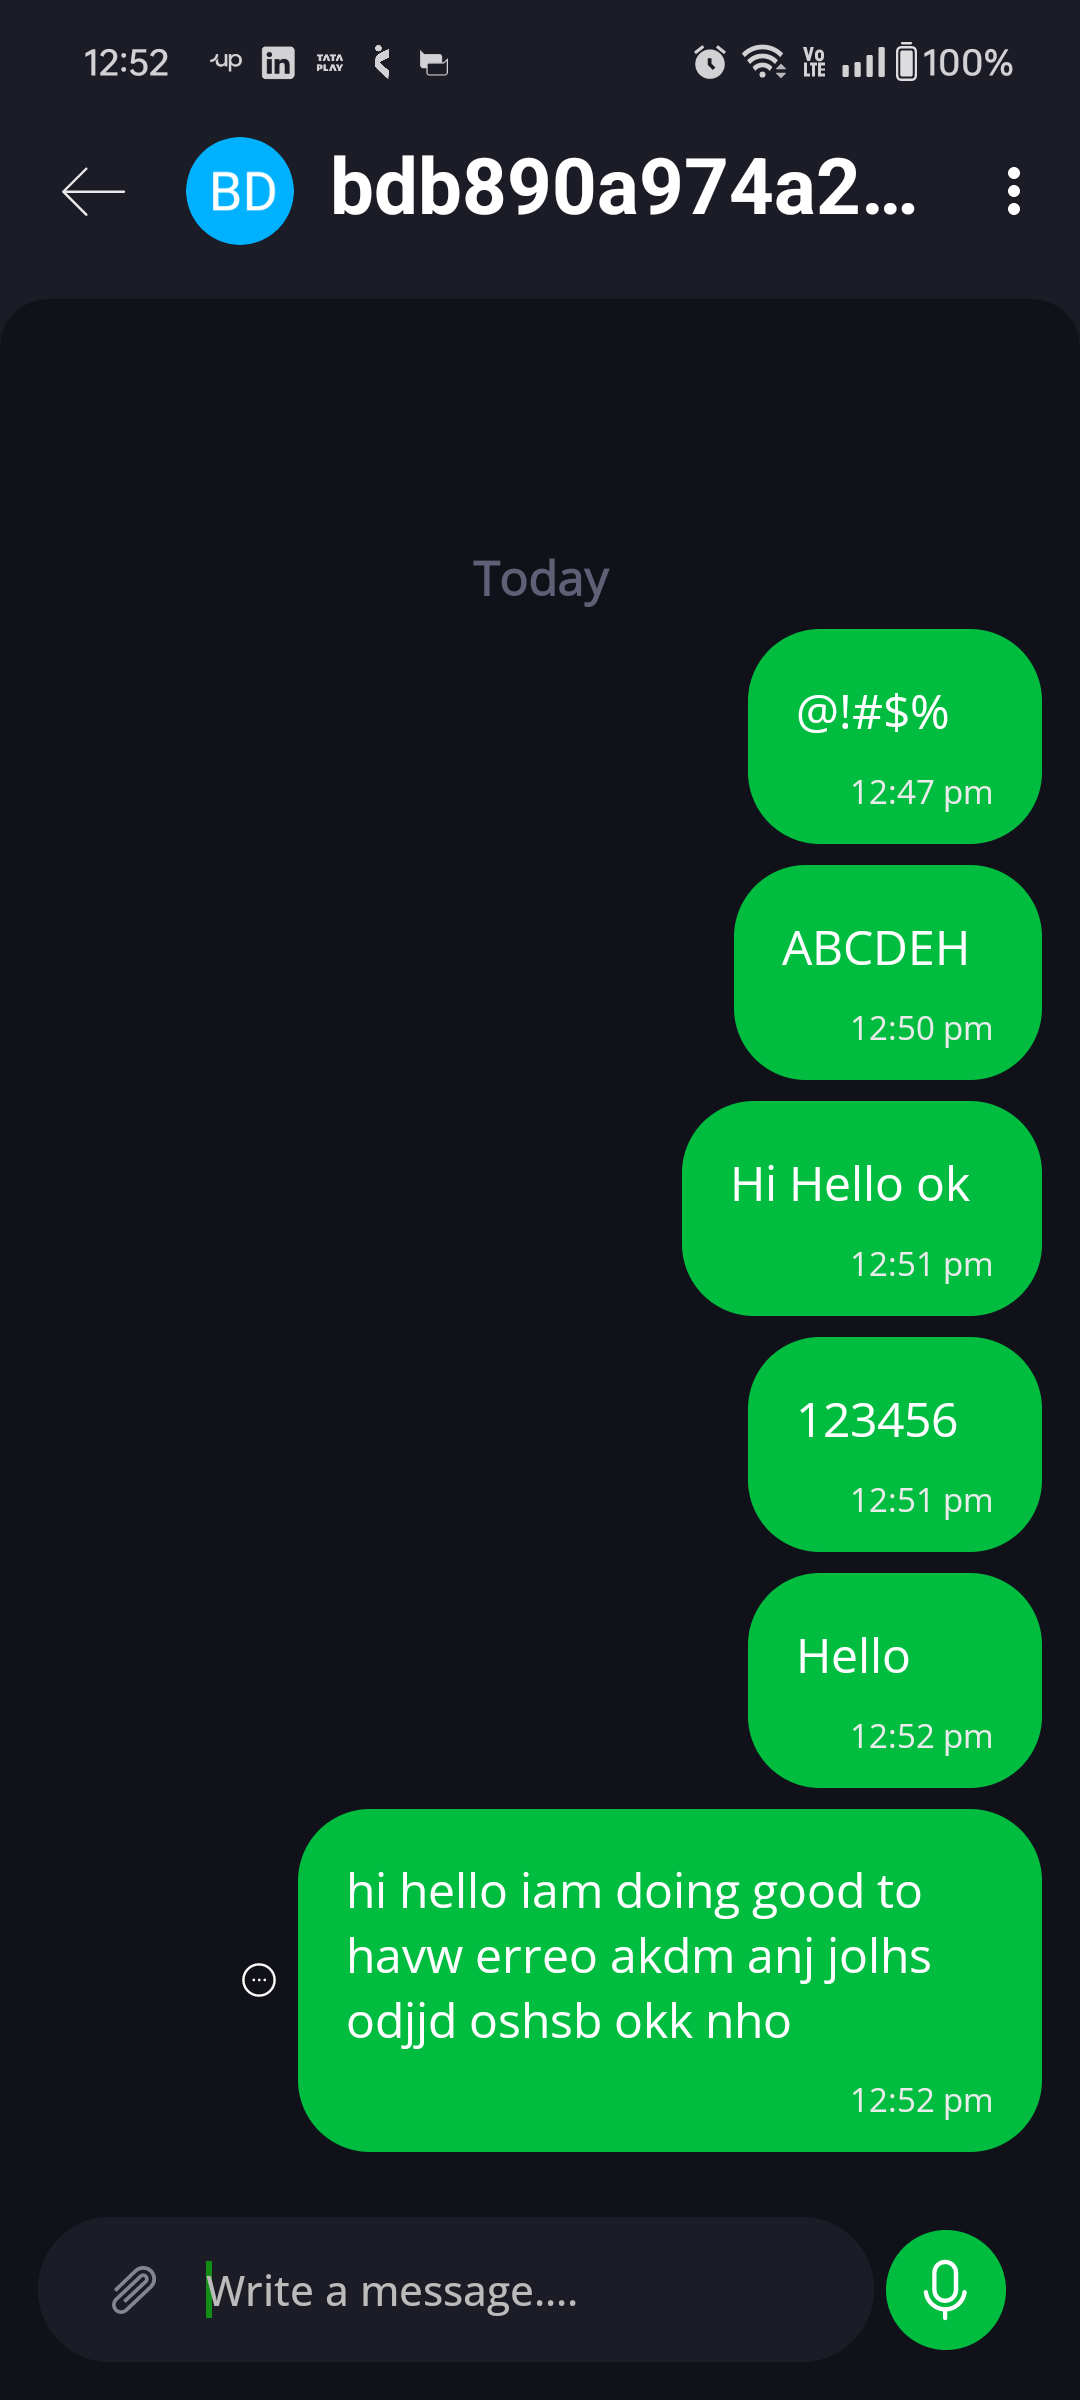 12:52 up in TATA PLAY Vo LTE 100%
BD bdb890a974a2...
Today
@!#$%
12:47 pm
ABCDEH
12:50 pm
Hi Hello ok
12:51 pm
123456
12:51 pm
Hello
12:52 pm
hi hello iam doing good to
havw erreo akdm anj jolhs
odjjd oshsb okk nho
12:52 pm
Write a message....